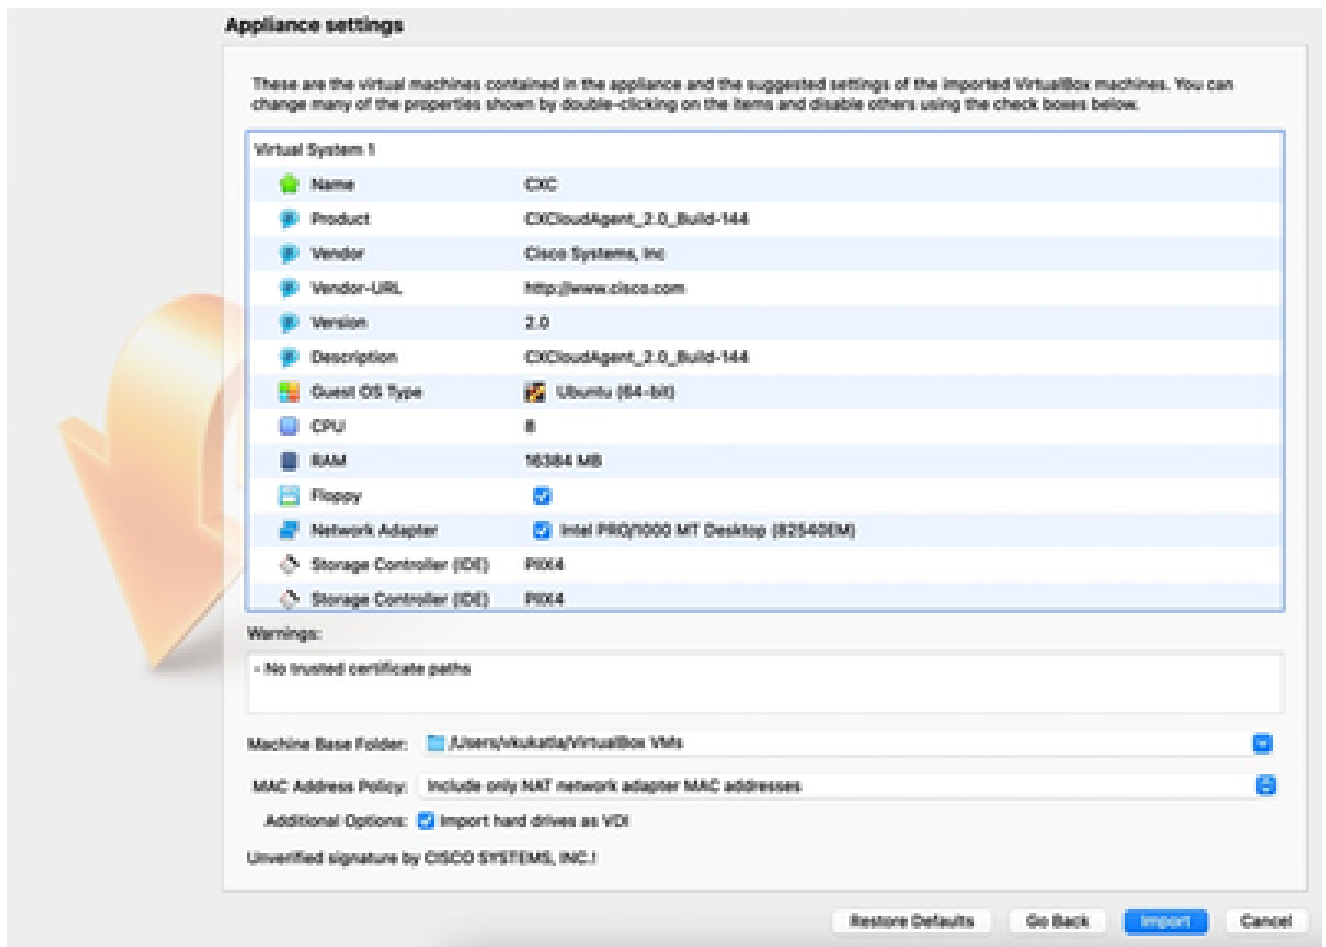 Appliance settings
These are the virtual machines contained in the appliance and the suggested settings of the imported VirtualBox machines. You can
change many of the properties shown by double-clicking on the items and disable others using the check boxes below.
Virtual System 1
Name CXC
Product CXCloudAgent_2.0_Build-144
Vendor Cisco Systems, Inc
Vendor-URL http://www.cisco.com
Version 2.0
Description CXCloudAgent_2.0_Build-144
Guest OS Type Ubuntu (64-bit)
CPU 8
RAM 16384 MB
Floppy
Network Adapter Intel PRO/1000 MT Desktop (82540EM)
Storage Controller (IDE) PIIX4
Storage Controller (IDE) PIIX4
Warnings:
- No trusted certificate paths
Machine Base Folder: /Users/vkukatla/VirtualBox VMs
MAC Address Policy: Include only NAT network adapter MAC addresses
Additional Options: Import hard drives as VDI
Unverified signature by CISCO SYSTEMS, INC.!
Restore Defaults Go Back Import Cancel